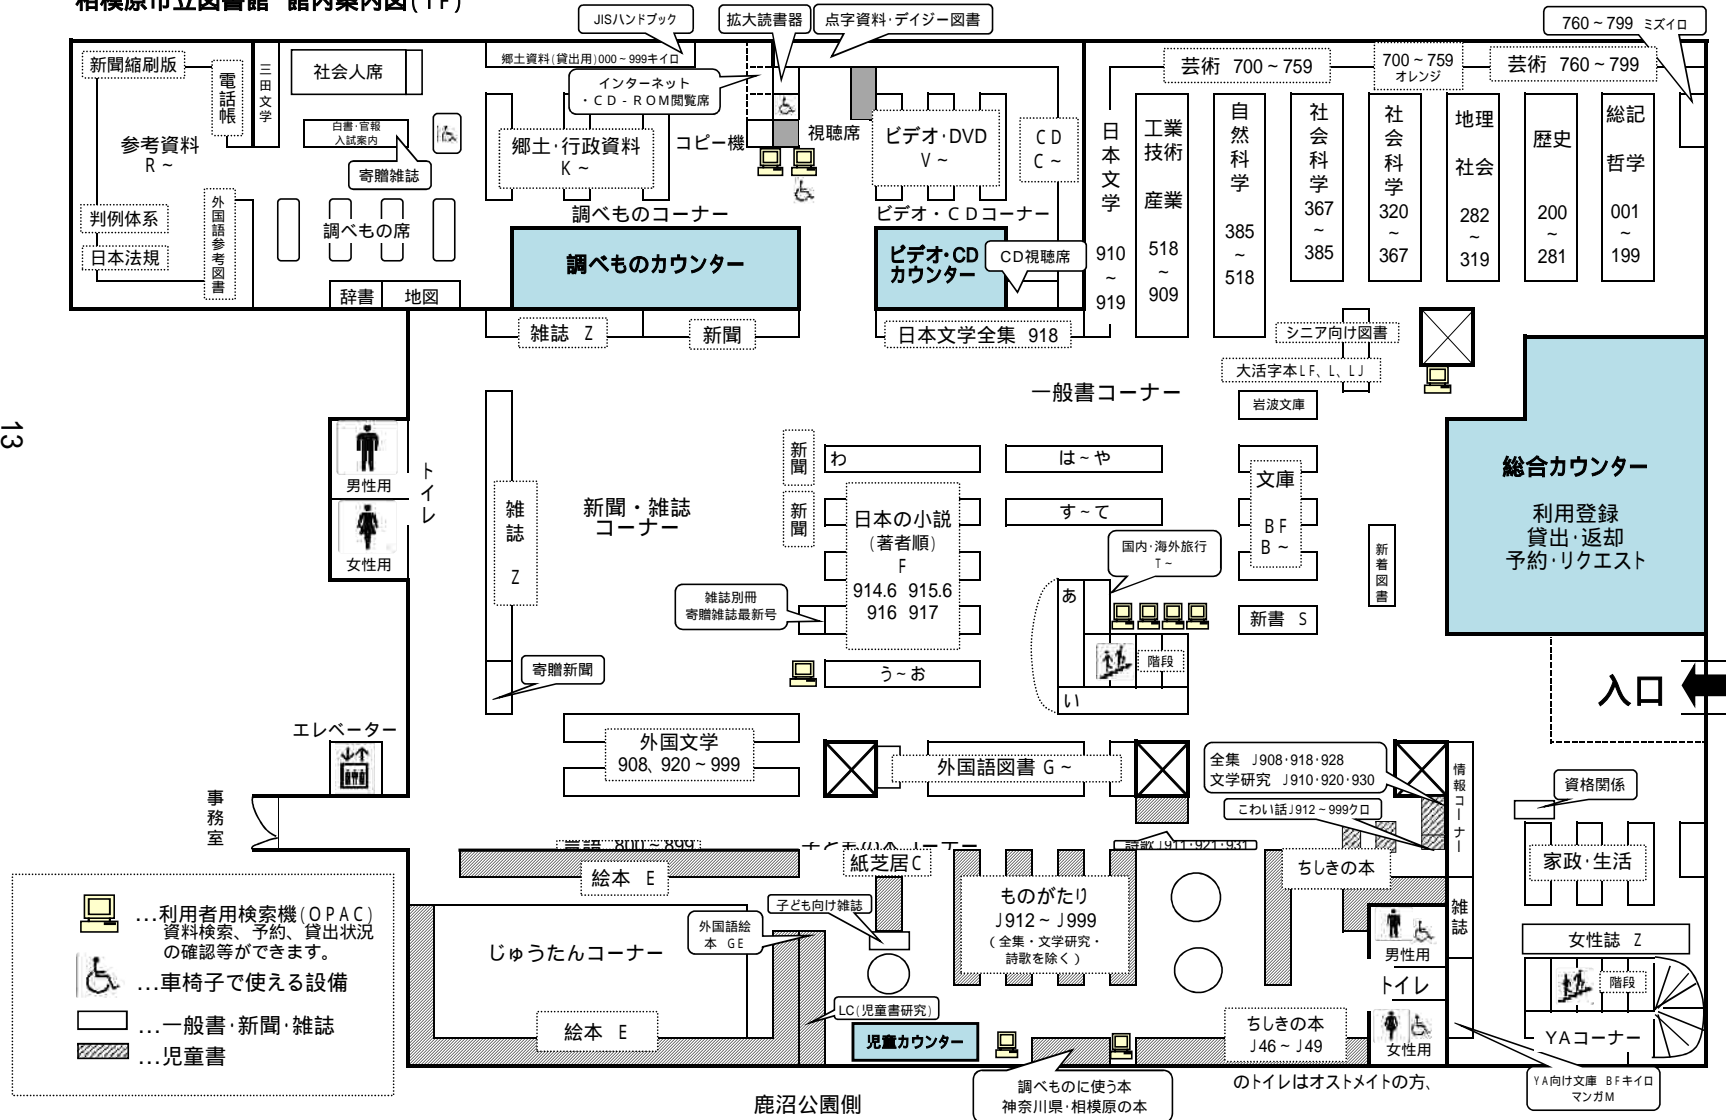 相模原市立図書館 館内案内図(1F)
JISハンドブック
拡大読書器
点字資料・デイジー図書
760～799 ミズイロ
新聞縮刷版
電話帳
三田文学
社会人席
郷土資料(貸出用)000～999キイロ
インターネット
・CD-ROM閲覧席
芸術 700～759
700～759
オレンジ
芸術 760～799
参考資料
R～
白書・官報
入試案内
寄贈雑誌
郷土・行政資料
K～
コピー機
視聴席
ビデオ・DVD
V～
CD
C～
日本文学
910
～
919
工業
技術
産業
518
～
909
自然科学
385
～
518
社会科学
367
～
385
社会科学
320
～
367
地理
社会
282
～
319
歴史
200
～
281
総記
哲学
001
～
199
判例体系
日本法規
外国語参考図書
調べもの席
調べものコーナー
ビデオ・CDコーナー
調べものカウンター
ビデオ・CD
カウンター
CD視聴席
辞書
地図
雑誌 Z
新聞
日本文学全集 918
シニア向け図書
大活字本LF、L、LJ
一般書コーナー
岩波文庫
13
男性用
女性用
トイレ
雑誌
Z
新聞・雑誌
コーナー
新聞
新聞
わ
は～や
す～て
日本の小説
(著者順)
F
914.6 915.6
916 917
文庫
BF
B～
総合カウンター
利用登録
貸出・返却
予約・リクエスト
国内・海外旅行
T～
新着図書
雑誌別冊
寄贈雑誌最新号
あ
新書 S
階段
寄贈新聞
う～お
い
入口
エレベーター
外国文学
908、920～999
外国語図書 G～
全集 J908・918・928
文学研究 J910・920・930
こわい話J912～999クロ
情報コーナー
資格関係
事務室
言語 800～899
子どもの本コーナー
詩歌J911・921・931
絵本 E
紙芝居C
ちしきの本
家政・生活
…利用者用検索機(OPAC)
資料検索、予約、貸出状況
の確認等ができます。
…車椅子で使える設備
…一般書・新聞・雑誌
…児童書
じゅうたんコーナー
外国語絵
本 GE
子ども向け雑誌
ものがたり
J912～J999
(全集・文学研究・
詩歌を除く)
雑誌
男性用
トイレ
女性用
女性誌 Z
階段
YAコーナー
絵本 E
LC(児童書研究)
児童カウンター
ちしきの本
J46～J49
調べものに使う本
神奈川県・相模原の本
のトイレはオストメイトの方、
YA向け文庫 BFキイロ
マンガM
鹿沼公園側